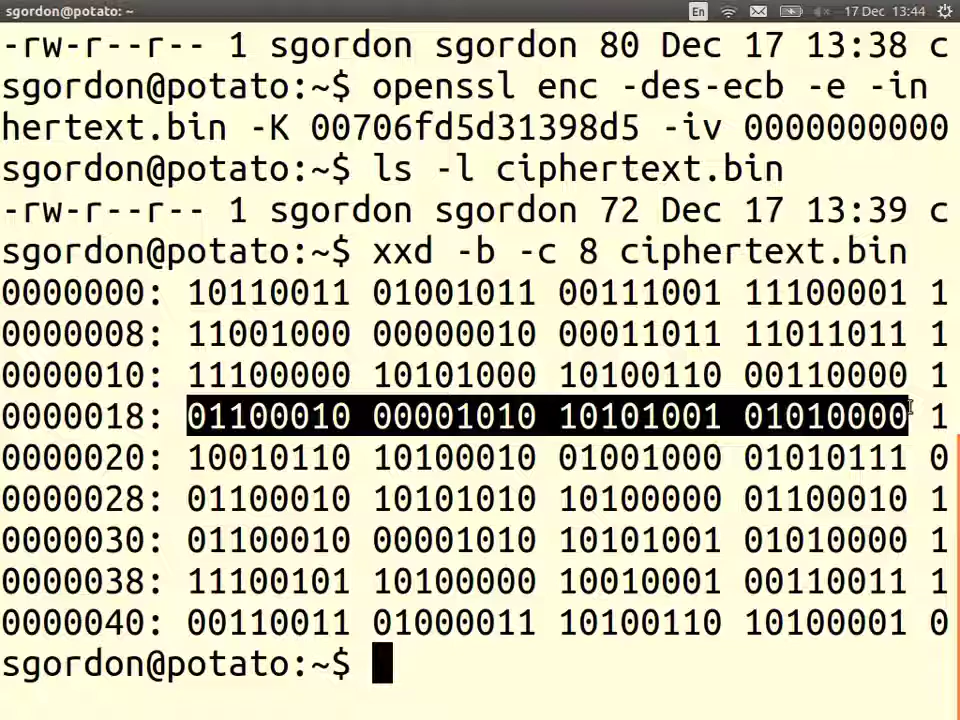 sgordon@potato: ~ En 17 Dec 13:44
-rw-r--r-- 1 sgordon sgordon 80 Dec 17 13:38 c
sgordon@potato:~$ openssl enc -des-ecb -e -in
hertext.bin -K 00706fd5d31398d5 -iv 0000000000
sgordon@potato:~$ ls -l ciphertext.bin
-rw-r--r-- 1 sgordon sgordon 72 Dec 17 13:39 c
sgordon@potato:~$ xxd -b -c 8 ciphertext.bin
0000000: 10110011 01001011 00111001 11100001 1
0000008: 11001000 00000010 00011011 11011011 1
0000010: 11100000 10101000 10100110 00110000 1
0000018: 01100010 00001010 10101001 01010000 1
0000020: 10010110 10100010 01001000 01010111 0
0000028: 01100010 10101010 10100000 01100010 1
0000030: 01100010 00001010 10101001 01010000 1
0000038: 11100101 10100000 10010001 00110011 1
0000040: 00110011 01000011 10100110 10100001 0
sgordon@potato:~$